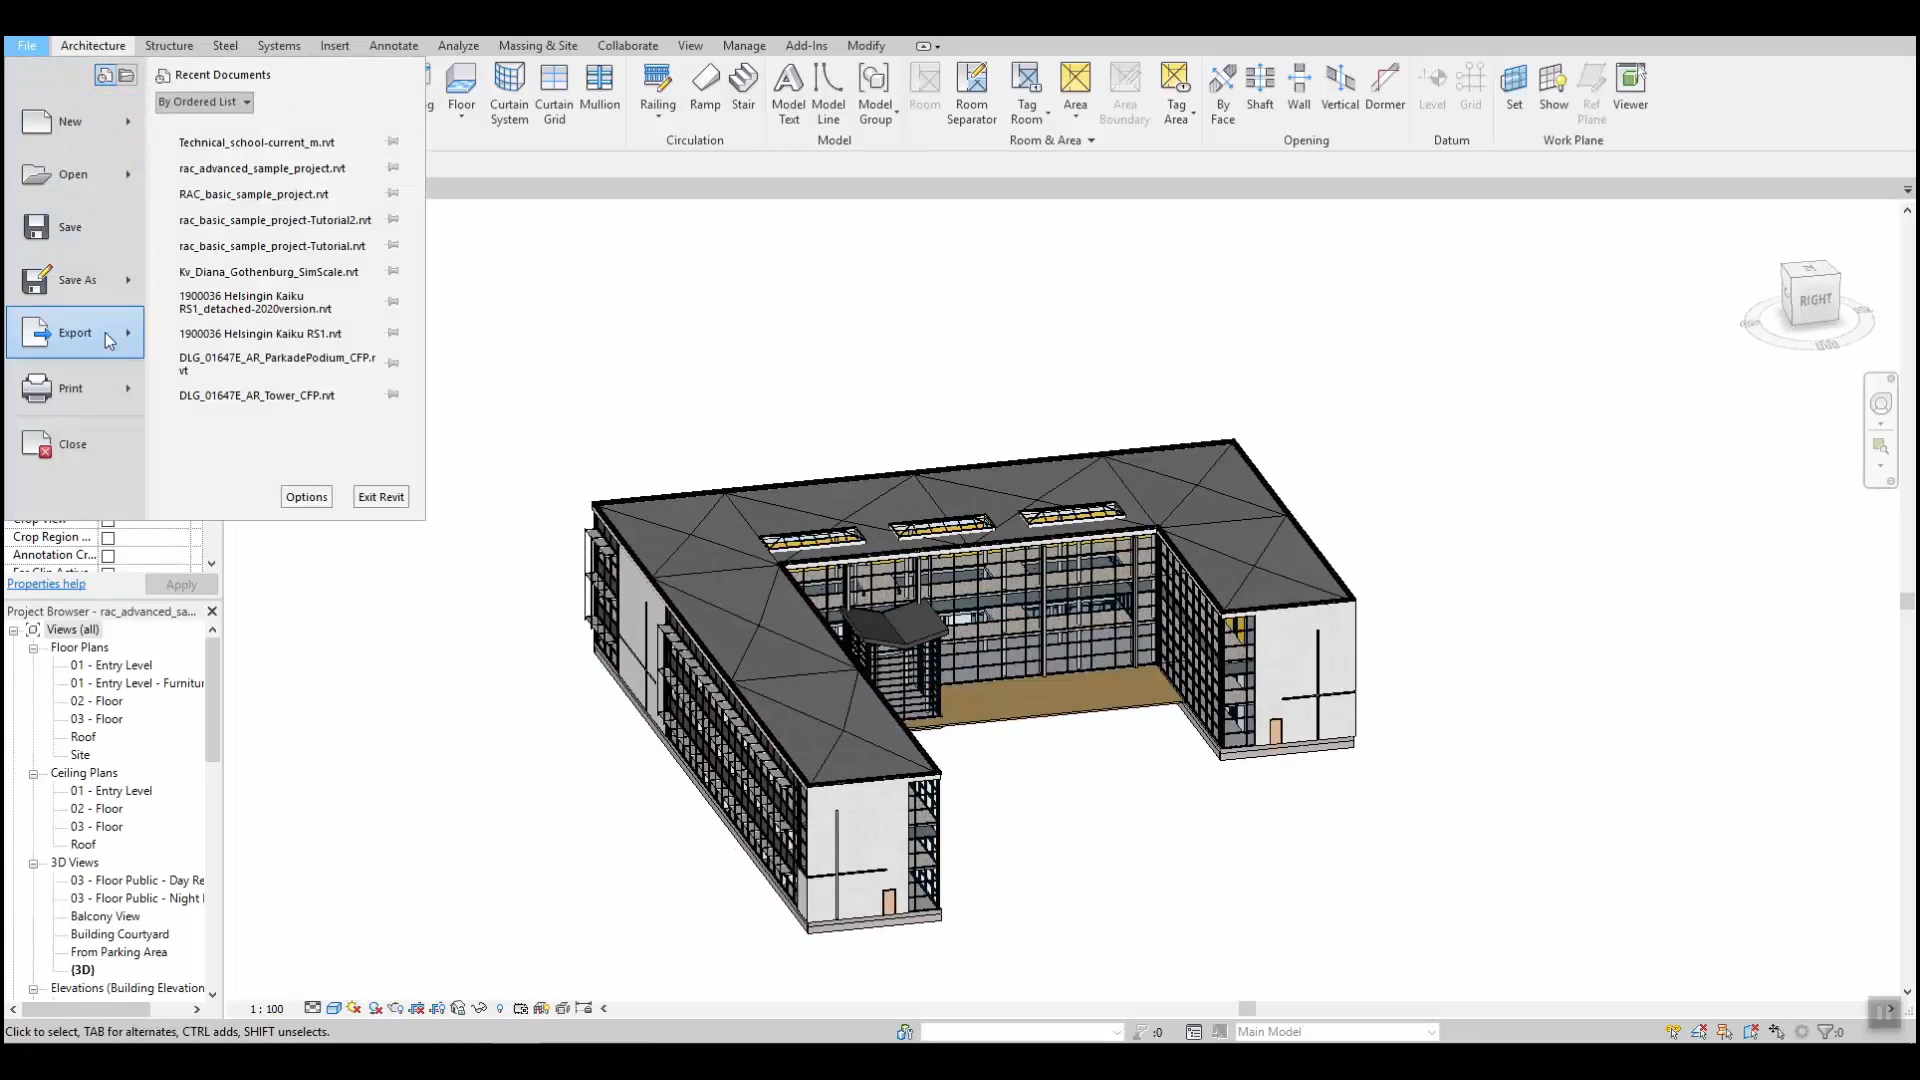 File Architecture Structure Steel Systems Insert Annotate Analyze Massing & Site Collaborate View Manage Add-Ins Modify
Recent Documents
By Ordered List
New
Open
Save
Save As
Export
Print
Close
Technical_school-current_m.rvt
rac_advanced_sample_project.rvt
RAC_basic_sample_project.rvt
rac_basic_sample_project-Tutorial2.rvt
rac_basic_sample_project-Tutorial.rvt
Kv_Diana_Gothenburg_SimScale.rvt
1900036 Helsingin Kaiku
RS1_detached-2020version.rvt
1900036 Helsingin Kaiku RS1.rvt
DLG_01647E_AR_ParkadePodium_CFP.r
vt
DLG_01647E_AR_Tower_CFP.rvt
Options Exit Revit
Floor Curtain System Curtain Grid Mullion Railing Ramp Stair Model Text Model Line Model Group Room Room Separator Tag Room Area Area Boundary Tag Area By Face Shaft Wall Vertical Dormer Level Grid Set Show Ref Plane Viewer
Circulation Model Room & Area Opening Datum Work Plane
RIGHT
Crop Region ...
Annotation Cr...
Properties help Apply
Project Browser - rac_advanced_sa...
Views (all)
Floor Plans
01 - Entry Level
01 - Entry Level - Furnitur
02 - Floor
03 - Floor
Roof
Site
Ceiling Plans
01 - Entry Level
02 - Floor
03 - Floor
Roof
3D Views
03 - Floor Public - Day Re
03 - Floor Public - Night
Balcony View
Building Courtyard
From Parking Area
{3D}
Elevations (Building Elevation
1 : 100
Click to select, TAB for alternates, CTRL adds, SHIFT unselects.
:0
Main Model
:0